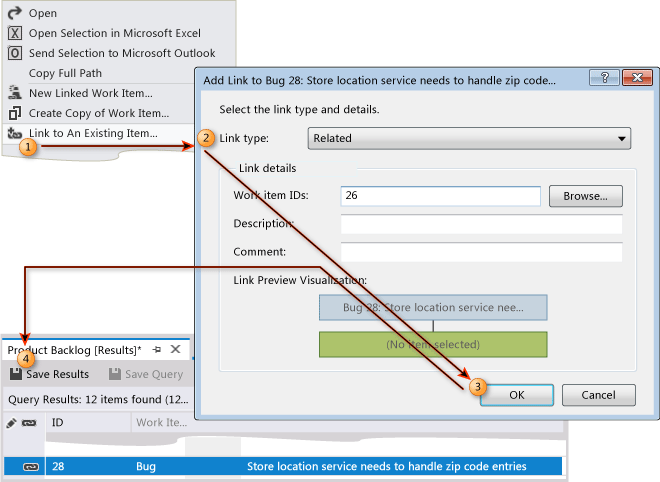 Open
Open Selection in Microsoft Excel
Send Selection to Microsoft Outlook
Copy Full Path
New Linked Work Item...
Create Copy of Work Item...
Link to An Existing Item...
1
Add Link to Bug 28: Store location service needs to handle zip code...
Select the link type and details.
2
Link type: Related
Link details
Work item IDs: 26 Browse...
Description:
Comment:
Link Preview Visualization:
Bug 28: Store location service nee...
(No item selected)
3
OK Cancel
Product Backlog [Results]*
4
Save Results Save Query
Query Results: 12 items found (12...
ID Work Ite...
28 Bug Store location service needs to handle zip code entries